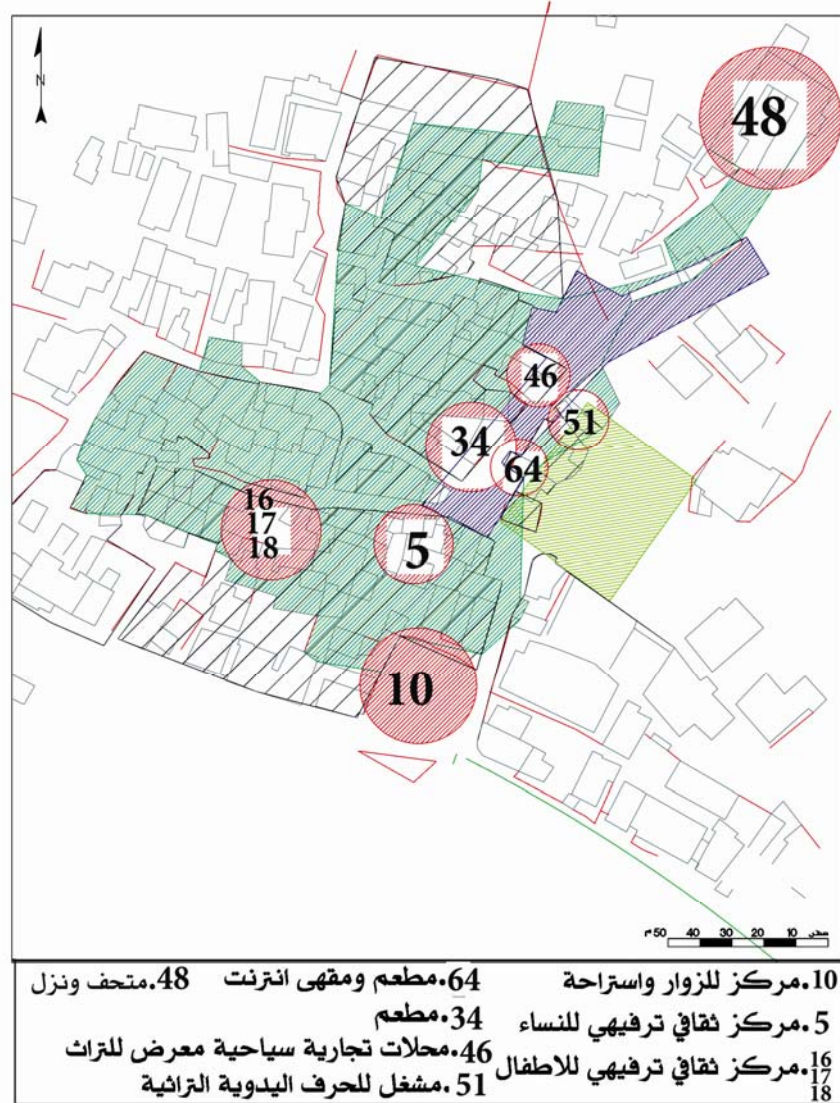 N
48
46
51
34
64
16
17
18
5
10
م 50 40 30 20 10 صفر
10.مركز للزوار واستراحة
5.مركز ثقافي ترفيهي للنساء
16
17
18
.مركز ثقافي ترفيهي للاطفال
64.مطعم ومقهى انترنت
34.مطعم
46.محلات تجارية سياحية معرض للتراث
51.مشغل للحرف اليدوية التراثية
48.متحف ونزل